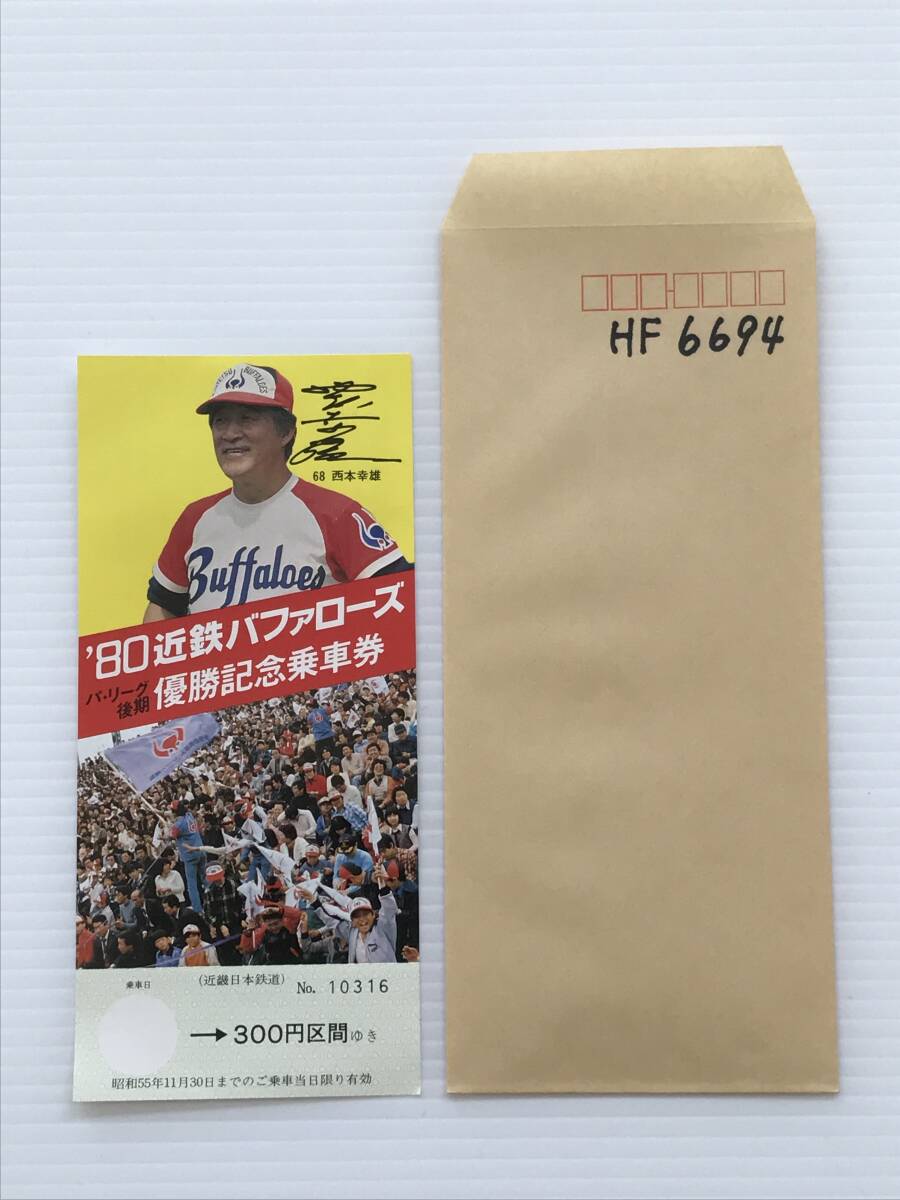 BUFFALOES
68 西本幸雄
Buffaloes
'80近鉄バファローズ
パ・リーグ後期
優勝記念乗車券
乗車日
(近畿日本鉄道)
No. 10316
→300円区間ゆき
昭和55年11月30日までのご乗車当日限り有効
HF 6694